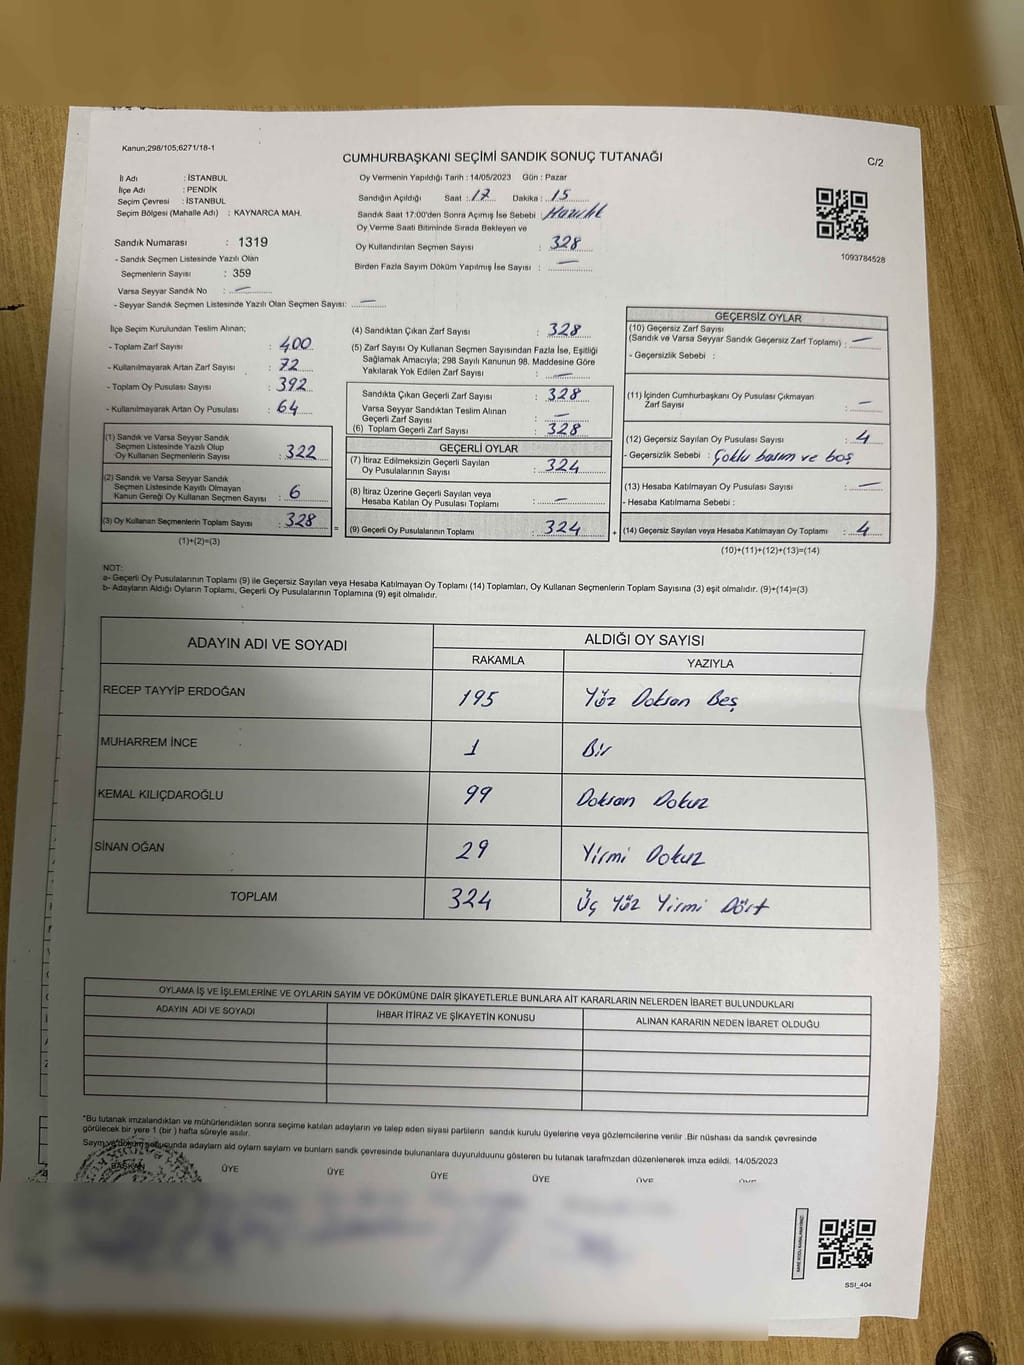 Kanun;298/105;6271/18-1
CUMHURBAŞKANI SEÇİMİ SANDIK SONUÇ TUTANAĞI
C/2
İl Adı : İSTANBUL
İlçe Adı : PENDİK
Seçim Çevresi : İSTANBUL
Seçim Bölgesi (Mahalle Adı) : KAYNARCA MAH.
Sandık Numarası : 1319
- Sandık Seçmen Listesinde Yazılı Olan
Seçmenlerin Sayısı : 359
Varsa Seyyar Sandık No : —
- Seyyar Sandık Seçmen Listesinde Yazılı Olan Seçmen Sayısı: —
Oy Vermenin Yapıldığı Tarih : 14/05/2023 Gün : Pazar
Sandığın Açıldığı Saat : 17 Dakika : 15
Sandık Saat 17:00'den Sonra Açımış İse Sebebi :
Oy Verme Saati Bitiminde Sırada Bekleyen ve
Oy Kullandırılan Seçmen Sayısı : 328
Birden Fazla Sayım Döküm Yapılmış İse Sayısı : —
1093784528
İlçe Seçim Kurulundan Teslim Alınan;
- Toplam Zarf Sayısı : 400
- Kullanılmayarak Artan Zarf Sayısı : 72
- Toplam Oy Pusulası Sayısı : 392
- Kullanılmayarak Artan Oy Pusulası : 64
(1) Sandık ve Varsa Seyyar Sandık
Seçmen Listesinde Yazılı Olup
Oy Kullanan Seçmenlerin Sayısı : 322
(2) Sandık ve Varsa Seyyar Sandık
Seçmen Listesinde Kayıtlı Olmayan
Kanun Gereği Oy Kullanan Seçmen Sayısı : 6
(3) Oy Kullanan Seçmenlerin Toplam Sayısı : 328
(1)+(2)=(3)
=
(4) Sandıktan Çıkan Zarf Sayısı : 328
(5) Zarf Sayısı Oy Kullanan Seçmen Sayısından Fazla İse, Eşitliği
Sağlamak Amacıyla; 298 Sayılı Kanunun 98. Maddesine Göre
Yakılarak Yok Edilen Zarf Sayısı : —
Sandıkta Çıkan Geçerli Zarf Sayısı : 328
Varsa Seyyar Sandıktan Teslim Alınan
Geçerli Zarf Sayısı : —
(6) Toplam Geçerli Zarf Sayısı : 328
GEÇERLİ OYLAR
(7) İtiraz Edilmeksizin Geçerli Sayılan
Oy Pusulalarının Sayısı : 324
(8) İtiraz Üzerine Geçerli Sayılan veya
Hesaba Katılan Oy Pusulası Toplamı : —
(9) Geçerli Oy Pusulalarının Toplamı : 324
+
GEÇERSİZ OYLAR
(10) Geçersiz Zarf Sayısı
(Sandık ve Varsa Seyyar Sandık Geçersiz Zarf Toplamı) : —
- Geçersizlik Sebebi :
(11) İçinden Cumhurbaşkanı Oy Pusulası Çıkmayan
Zarf Sayısı : —
(12) Geçersiz Sayılan Oy Pusulası Sayısı : 4
- Geçersizlik Sebebi : Çoklu basım ve boş
(13) Hesaba Katılmayan Oy Pusulası Sayısı : —
- Hesaba Katılmama Sebebi :
(14) Geçersiz Sayılan veya Hesaba Katılmayan Oy Toplamı : 4
(10)+(11)+(12)+(13)=(14)
NOT:
a- Geçerli Oy Pusulalarının Toplamı (9) ile Geçersiz Sayılan veya Hesaba Katılmayan Oy Toplamı (14) Toplamları, Oy Kullanan Seçmenlerin Toplam Sayısına (3) eşit olmalıdır. (9)+(14)=(3)
b- Adayların Aldığı Oyların Toplamı, Geçerli Oy Pusulalarının Toplamına (9) eşit olmalıdır.
ADAYIN ADI VE SOYADI
ALDIĞI OY SAYISI
RAKAMLA YAZIYLA
RECEP TAYYİP ERDOĞAN 195 Yüz Doksan Beş
MUHARREM İNCE 1 Bir
KEMAL KILIÇDAROĞLU 99 Doksan Dokuz
SİNAN OĞAN 29 Yirmi Dokuz
TOPLAM 324 Üç Yüz Yirmi Dört
OYLAMA İŞ VE İŞLEMLERİNE VE OYLARIN SAYIM VE DÖKÜMÜNE DAİR ŞİKAYETLERLE BUNLARA AİT KARARLARIN NELERDEN İBARET BULUNDUKLARI
ADAYIN ADI VE SOYADI İHBAR İTİRAZ VE ŞİKAYETİN KONUSU ALINAN KARARIN NEDEN İBARET OLDUĞU
*Bu tutanak imzalandıktan ve mühürlendikten sonra seçime katılan adayların ve talep eden siyasi partilerin sandık kurulu üyelerine veya gözlemcilerine verilir .Bir nüshası da sandık çevresinde
görülecek bir yere 1 (bir ) hafta süreyle asılır.
Sayım ve döküm sonucunda adayların ald oyların sayların ve bunların sandık çevresinde bulunanlara duyurulduunu gösteren bu tutanak tarafmzdan düzenlenerek imza edildi. 14/05/2023
BAŞKAN ÜYE ÜYE ÜYE ÜYE ÜYE ÜYE
SSİ_404